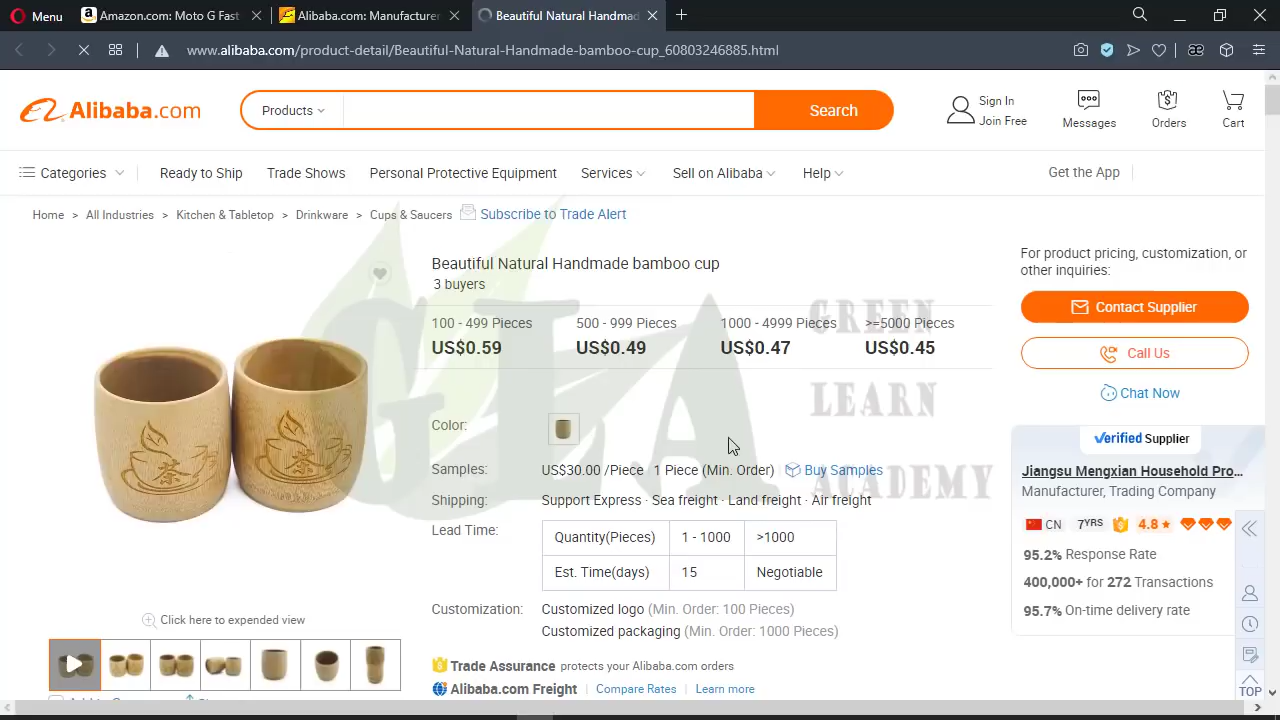 Menu
Amazon.com: Moto G Fast
Alibaba.com: Manufacturer
Beautiful Natural Handmad
www.alibaba.com/product-detail/Beautiful-Natural-Handmade-bamboo-cup_60803246885.html
Alibaba.com
Products
Search
Sign In
Join Free
Messages
Orders
Cart
Categories
Ready to Ship
Trade Shows
Personal Protective Equipment
Services
Sell on Alibaba
Help
Get the App
Home > All Industries > Kitchen & Tabletop > Drinkware > Cups & Saucers
Subscribe to Trade Alert
Beautiful Natural Handmade bamboo cup
3 buyers
100 - 499 Pieces
US$0.59
500 - 999 Pieces
US$0.49
1000 - 4999 Pieces
US$0.47
>=5000 Pieces
US$0.45
Color:
Samples: US$30.00 /Piece 1 Piece (Min. Order) Buy Samples
Shipping: Support Express · Sea freight · Land freight · Air freight
Lead Time:
Quantity(Pieces) 1 - 1000 >1000
Est. Time(days) 15 Negotiable
Customization: Customized logo (Min. Order: 100 Pieces)
Customized packaging (Min. Order: 1000 Pieces)
Trade Assurance protects your Alibaba.com orders
Alibaba.com Freight Compare Rates Learn more
For product pricing, customization, or
other inquiries:
Contact Supplier
Call Us
Chat Now
Verified Supplier
Jiangsu Mengxian Household Pro...
Manufacturer, Trading Company
CN 7YRS 4.8
95.2% Response Rate
400,000+ for 272 Transactions
95.7% On-time delivery rate
TOP
茶
茶
Click here to expended view
GLA
GREEN
LEARN
ACADEMY